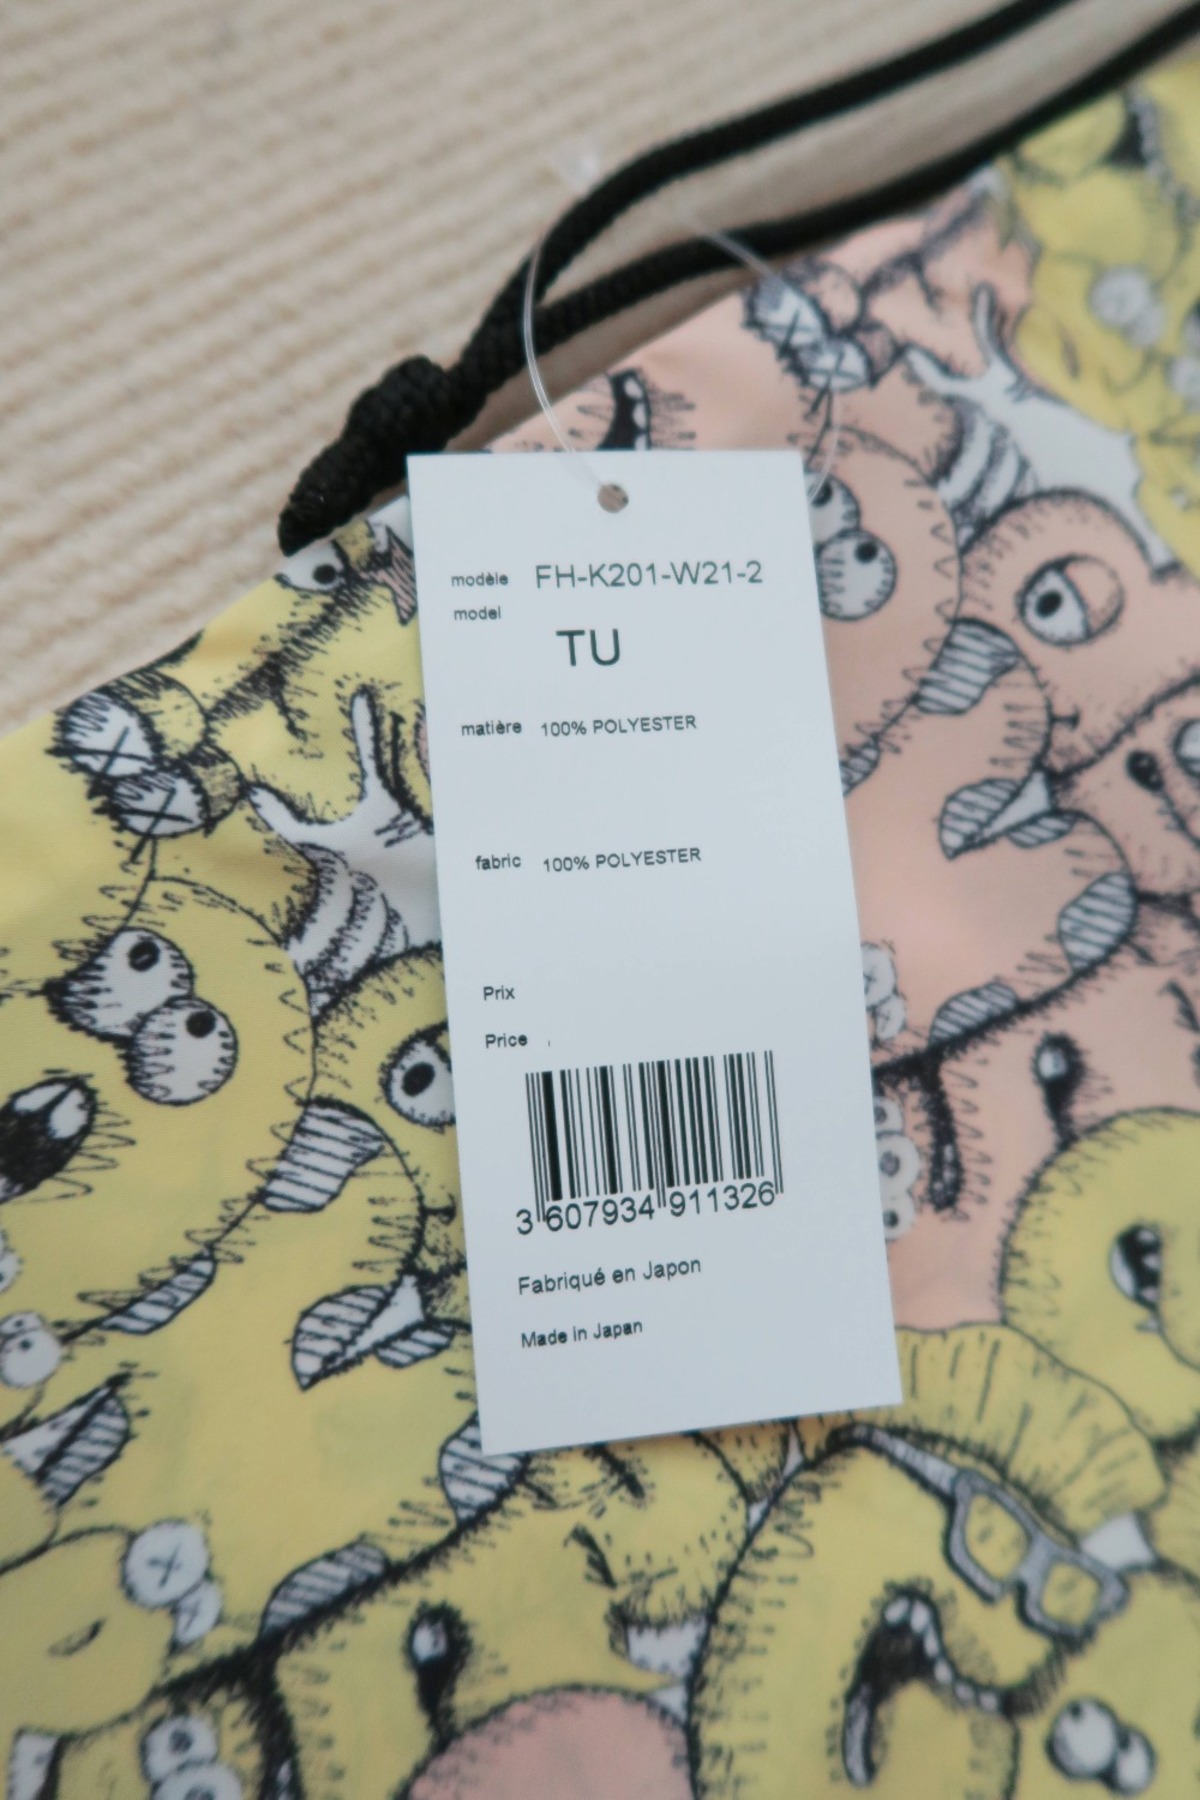 modèle FH-K201-W21-2
model
TU
matière 100% POLYESTER
fabric 100% POLYESTER
Prix
Price
3 607934 911326
Fabriqué en Japon
Made in Japan